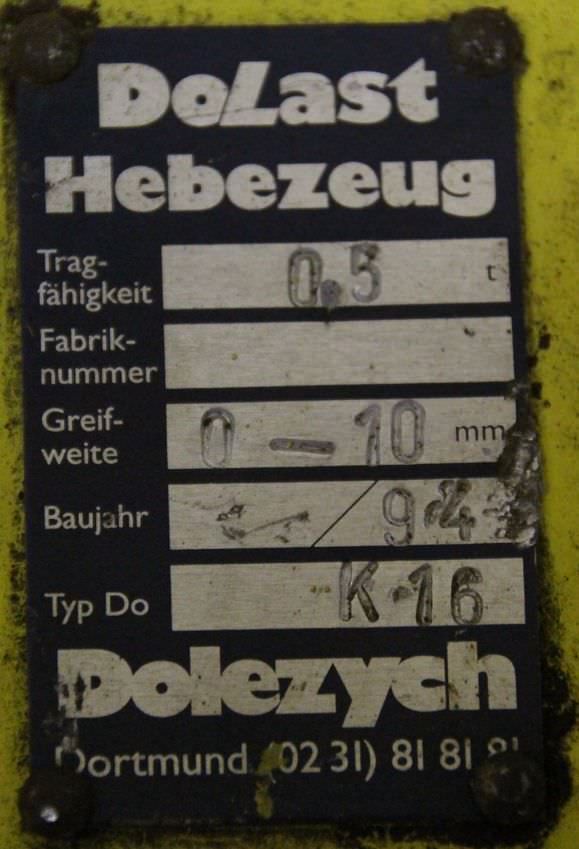 DoLast
Hebezeug
Trag-
fähigkeit 0,5 t
Fabrik-
nummer
Greif-
weite 0 — 10 mm
Baujahr / 94
Typ Do K-16
Dolezych
Dortmund (02 31) 81 81 81